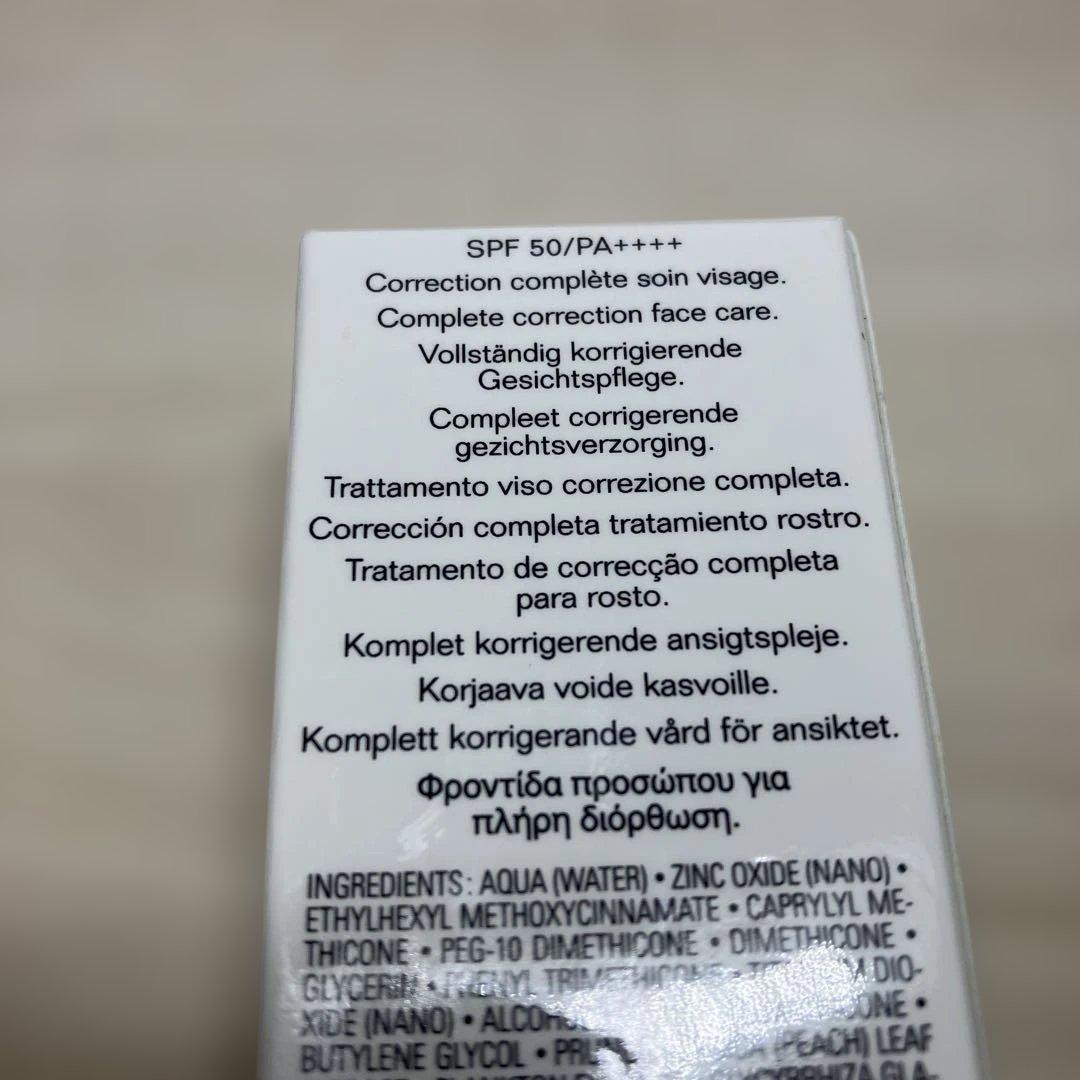 SPF 50/PA++++
Correction complète soin visage.
Complete correction face care.
Vollständig korrigierende
Gesichtspflege.
Compleet corrigerende
gezichtsverzorging.
Trattamento viso correzione completa.
Corrección completa tratamiento rostro.
Tratamento de correcção completa
para rosto.
Komplet korrigerende ansigtspleje.
Korjaava voide kasvoille.
Komplett korrigerande vård för ansiktet.
Φροντίδα προσώπου για
πλήρη διόρθωση.
INGREDIENTS: AQUA (WATER) • ZINC OXIDE (NANO) •
ETHYLHEXYL METHOXYCINNAMATE • CAPRYLYL ME-
THICONE • PEG-10 DIMETHICONE • DIMETHICONE •
GLYCERIN • PHENYL TRIMETHICONE • DIO-
XIDE (NANO) •
BUTYLENE GLYCOL • (PEACH) LEAF